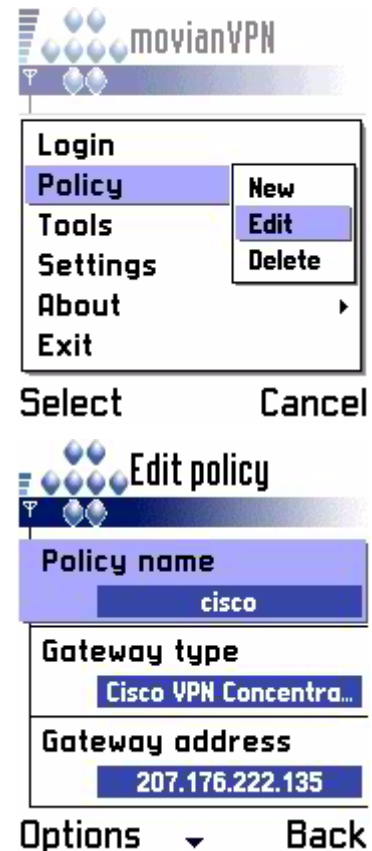 movianVPN
Login
Policy
New
Tools
Edit
Settings
Delete
About
Exit
Select Cancel
Edit policy
Policy name
cisco
Gateway type
Cisco VPN Concentra...
Gateway address
207.176.222.135
Options Back